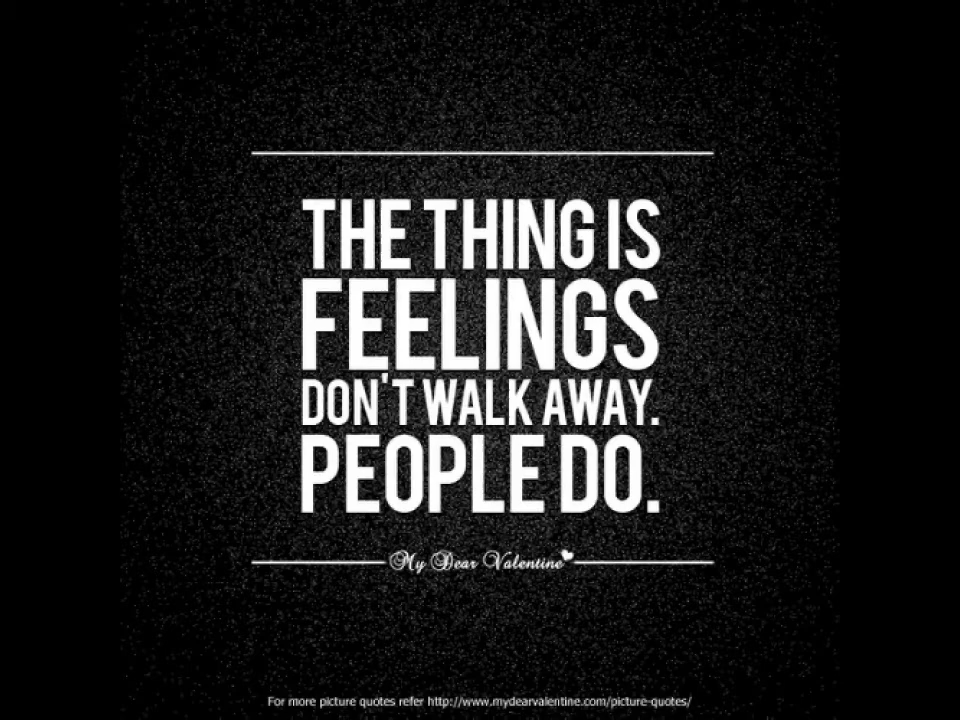 THE THING IS
FEELINGS
DON'T WALK AWAY.
PEOPLE DO.
My Dear Valentine
For more picture quotes refer http://www.mydearvalentine.com/picture-quotes/